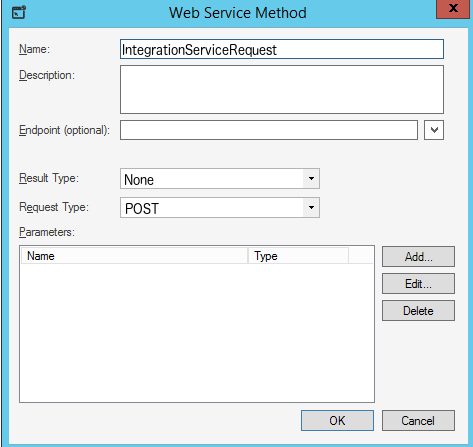 Web Service Method
x
Name: IntegrationServiceRequest
Description:
Endpoint (optional):
Result Type: None
Request Type: POST
Parameters:
Name Type
Add...
Edit...
Delete
OK Cancel